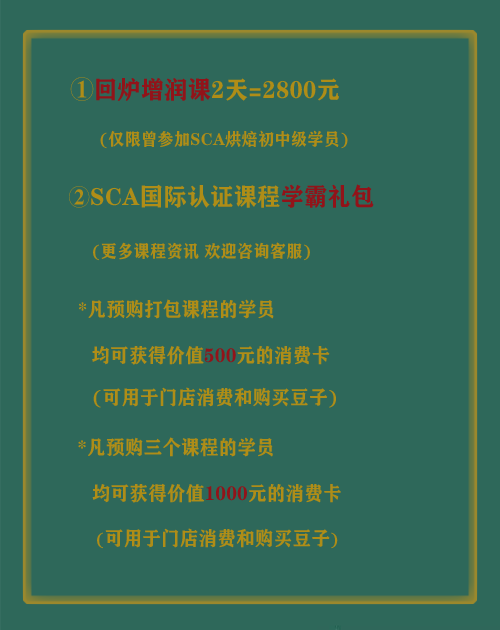 ①回炉增润课2天=2800元
(仅限曾参加SCA烘焙初中级学员)
②SCA国际认证课程学霸礼包
(更多课程资讯 欢迎咨询客服)
*凡预购打包课程的学员
均可获得价值500元的消费卡
(可用于门店消费和购买豆子)
*凡预购三个课程的学员
均可获得价值1000元的消费卡
(可用于门店消费和购买豆子)